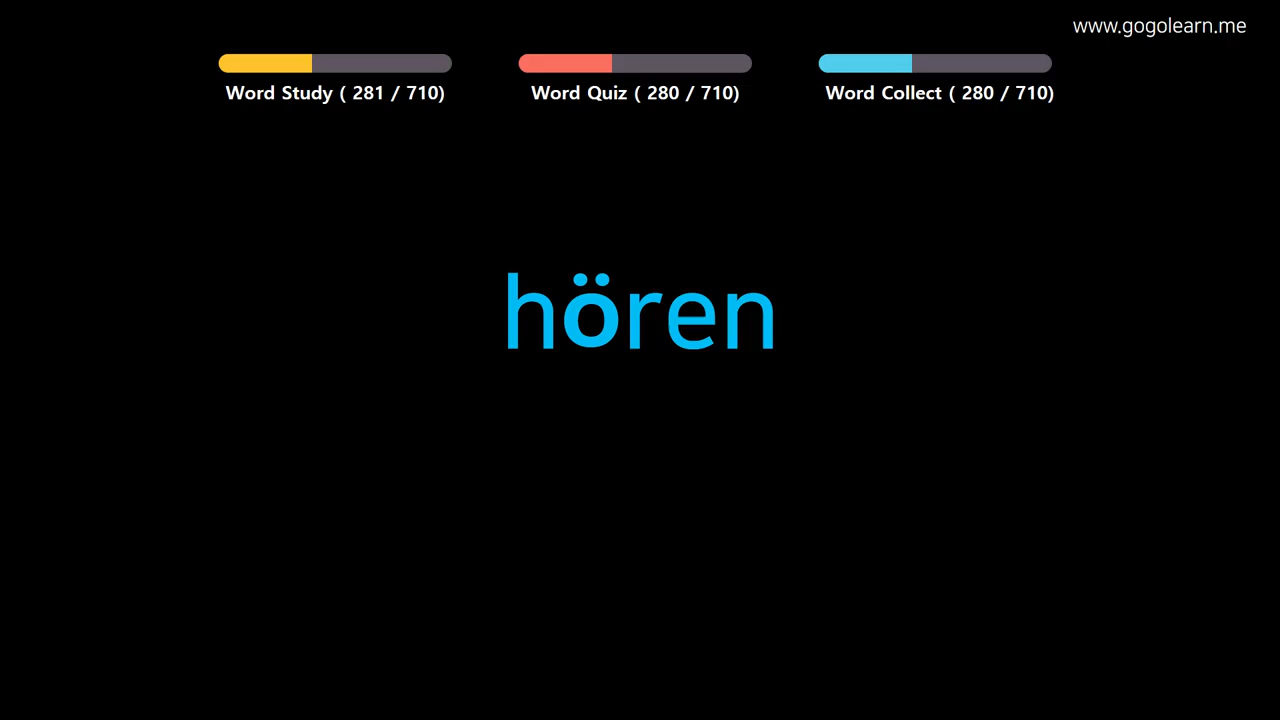 www.gogolearn.me
Word Study ( 281 / 710)
Word Quiz ( 280 / 710)
Word Collect ( 280 / 710)
hören